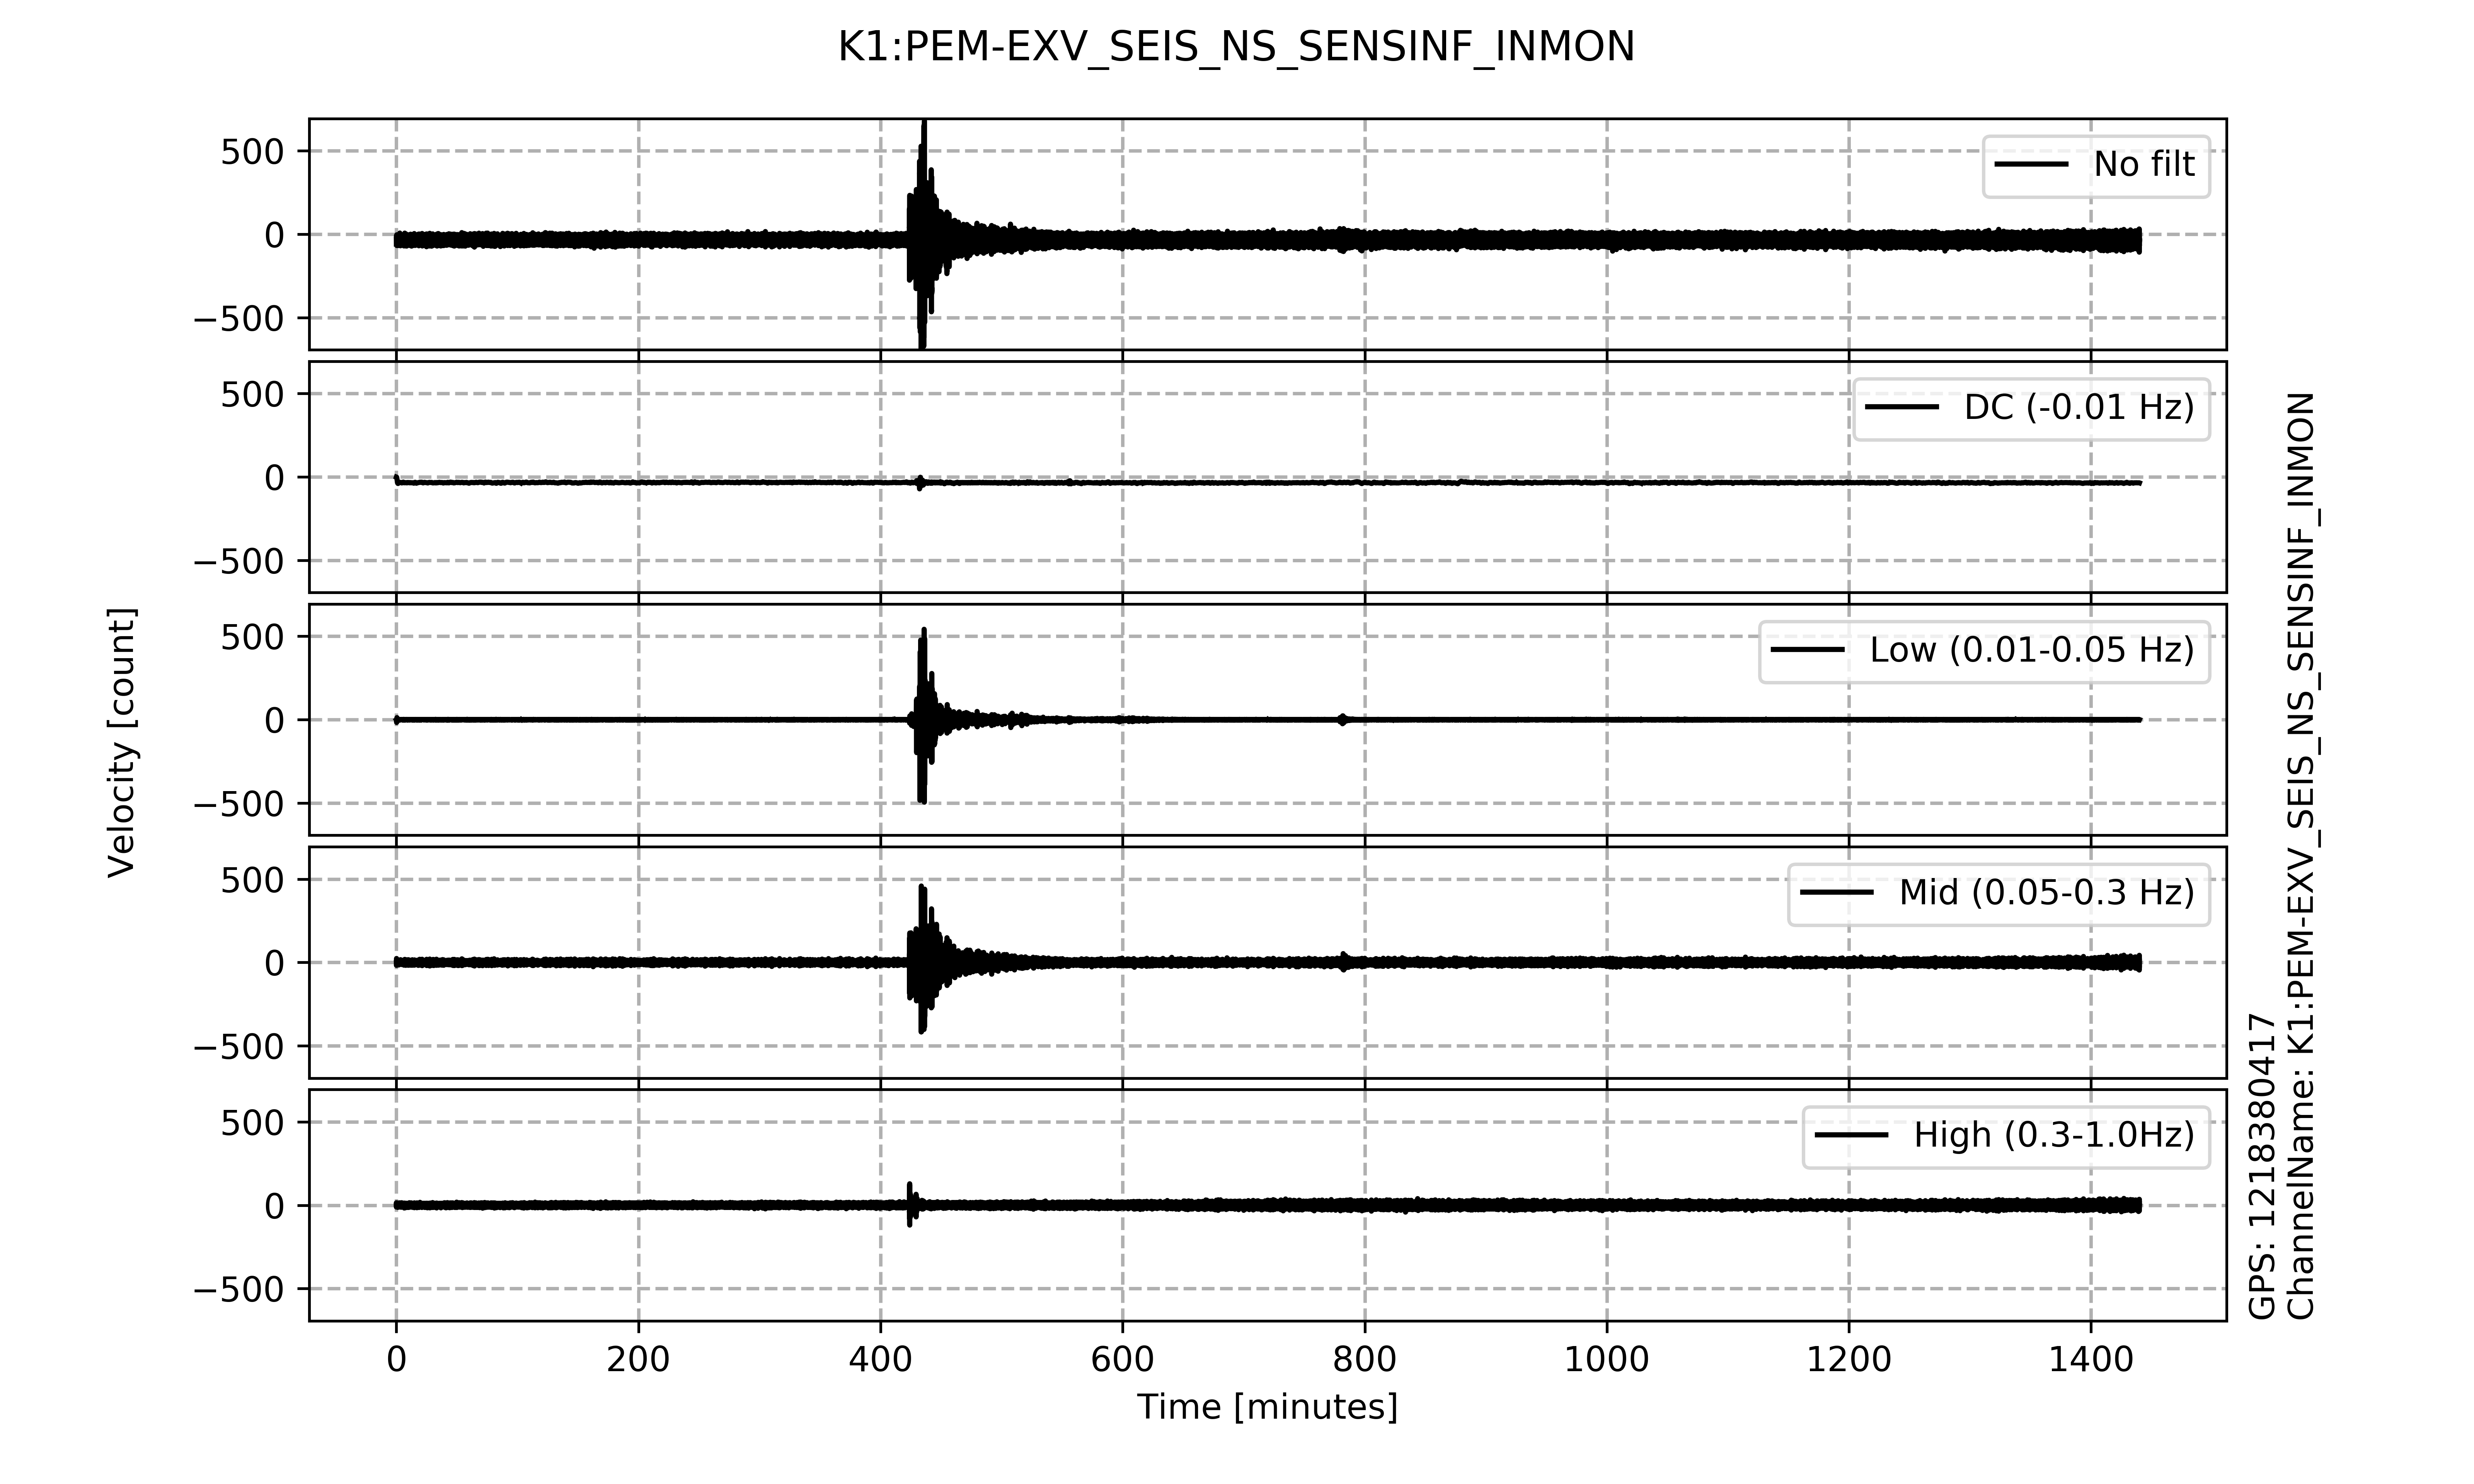 K1:PEM-EXV_SEIS_NS_SENSINF_INMON
500
0
−500
No filt
500
0
−500
DC (-0.01 Hz)
500
0
−500
Low (0.01-0.05 Hz)
500
0
−500
Mid (0.05-0.3 Hz)
500
0
−500
High (0.3-1.0Hz)
0 200 400 600 800 1000 1200 1400
Time [minutes]
Velocity [count]
GPS: 1218380417
ChannelName: K1:PEM-EXV_SEIS_NS_SENSINF_INMON